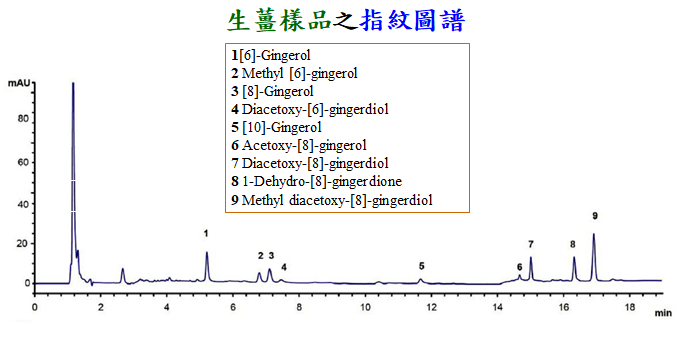 生薑樣品之指紋圖譜
1[6]-Gingerol
2 Methyl [6]-gingerol
3 [8]-Gingerol
4 Diacetoxy-[6]-gingerdiol
5 [10]-Gingerol
6 Acetoxy-[8]-gingerol
7 Diacetoxy-[8]-gingerdiol
8 1-Dehydro-[8]-gingerdione
9 Methyl diacetoxy-[8]-gingerdiol
mAU
80
60
40
20
0
1
2
3
4
5
6
7
8
9
0 2 4 6 8 10 12 14 16 18
min